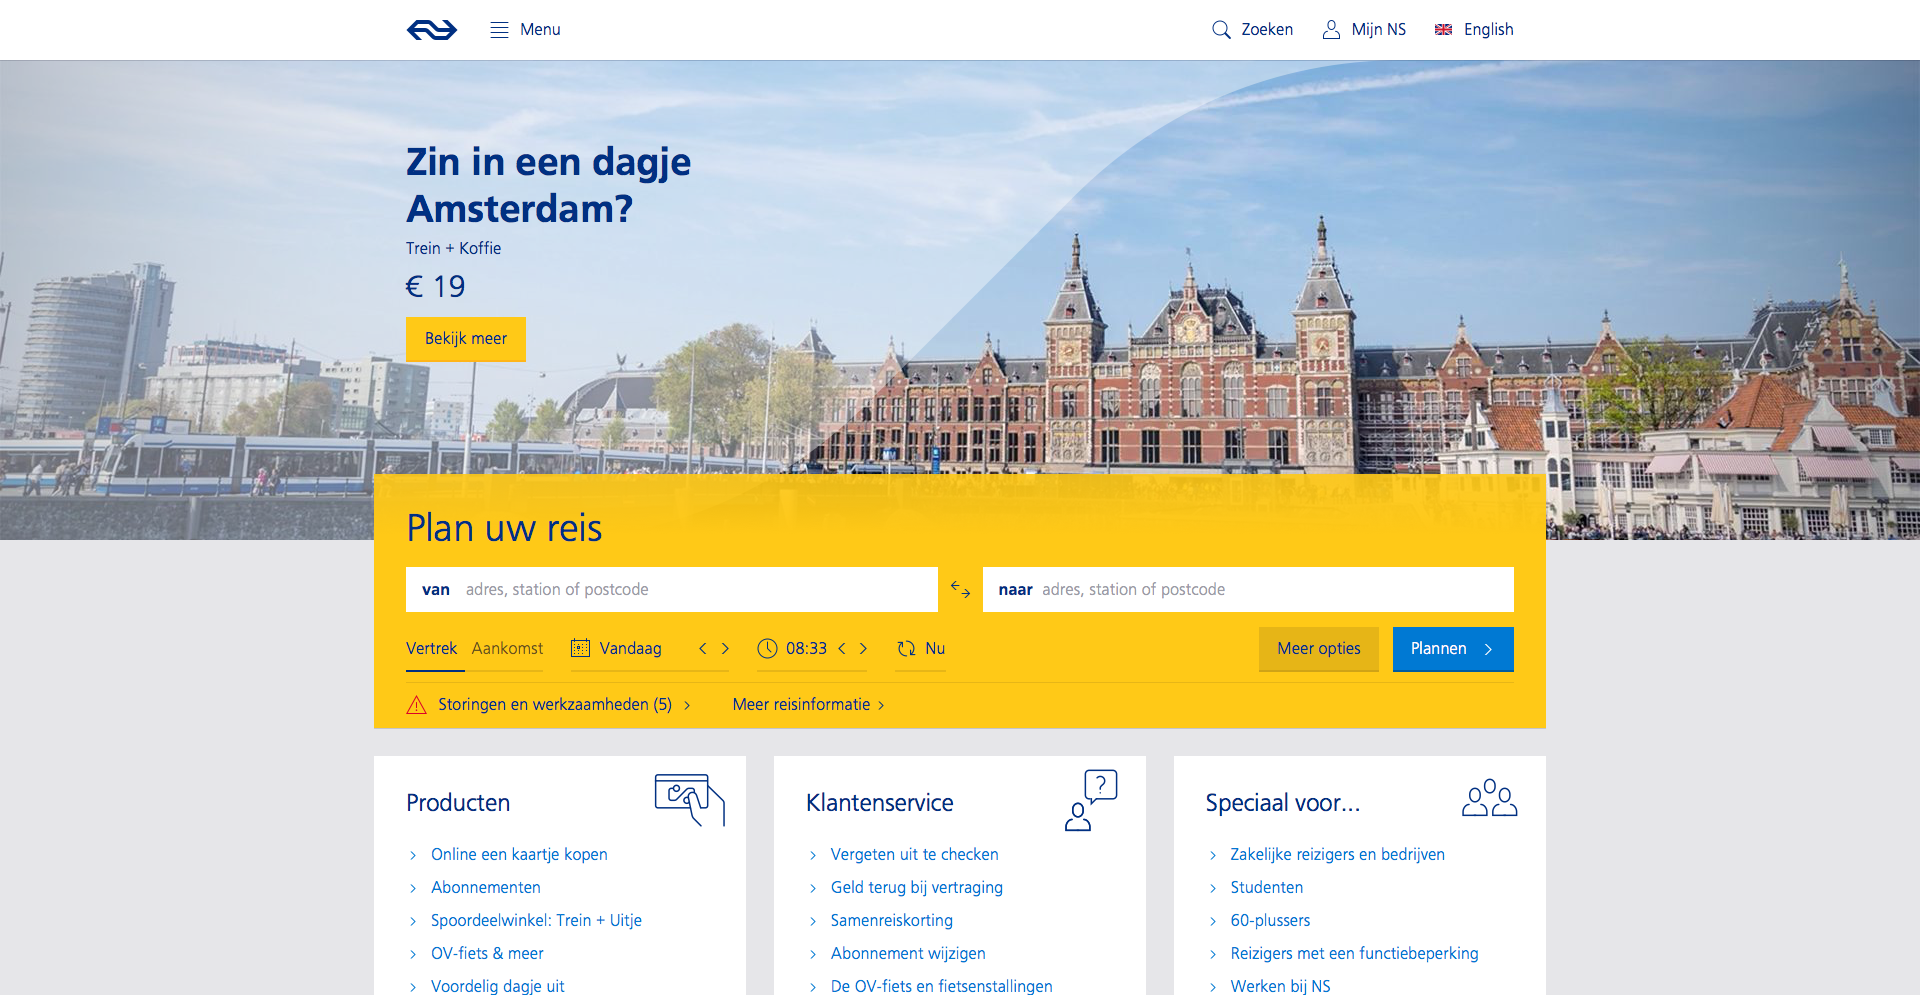 Menu
Zoeken
Mijn NS
English
Zin in een dagje
Amsterdam?
Trein + Koffie
€ 19
Bekijk meer
Plan uw reis
van adres, station of postcode
naar adres, station of postcode
Vertrek Aankomst Vandaag 08:33 Nu
Meer opties
Plannen
Storingen en werkzaamheden (5)
Meer reisinformatie
Producten
Online een kaartje kopen
Abonnementen
Spoordeelwinkel: Trein + Uitje
OV-fiets & meer
Voordelig dagje uit
Klantenservice
Vergeten uit te checken
Geld terug bij vertraging
Samenreiskorting
Abonnement wijzigen
De OV-fiets en fietsenstallingen
Speciaal voor...
Zakelijke reizigers en bedrijven
Studenten
60-plussers
Reizigers met een functiebeperking
Werken bij NS